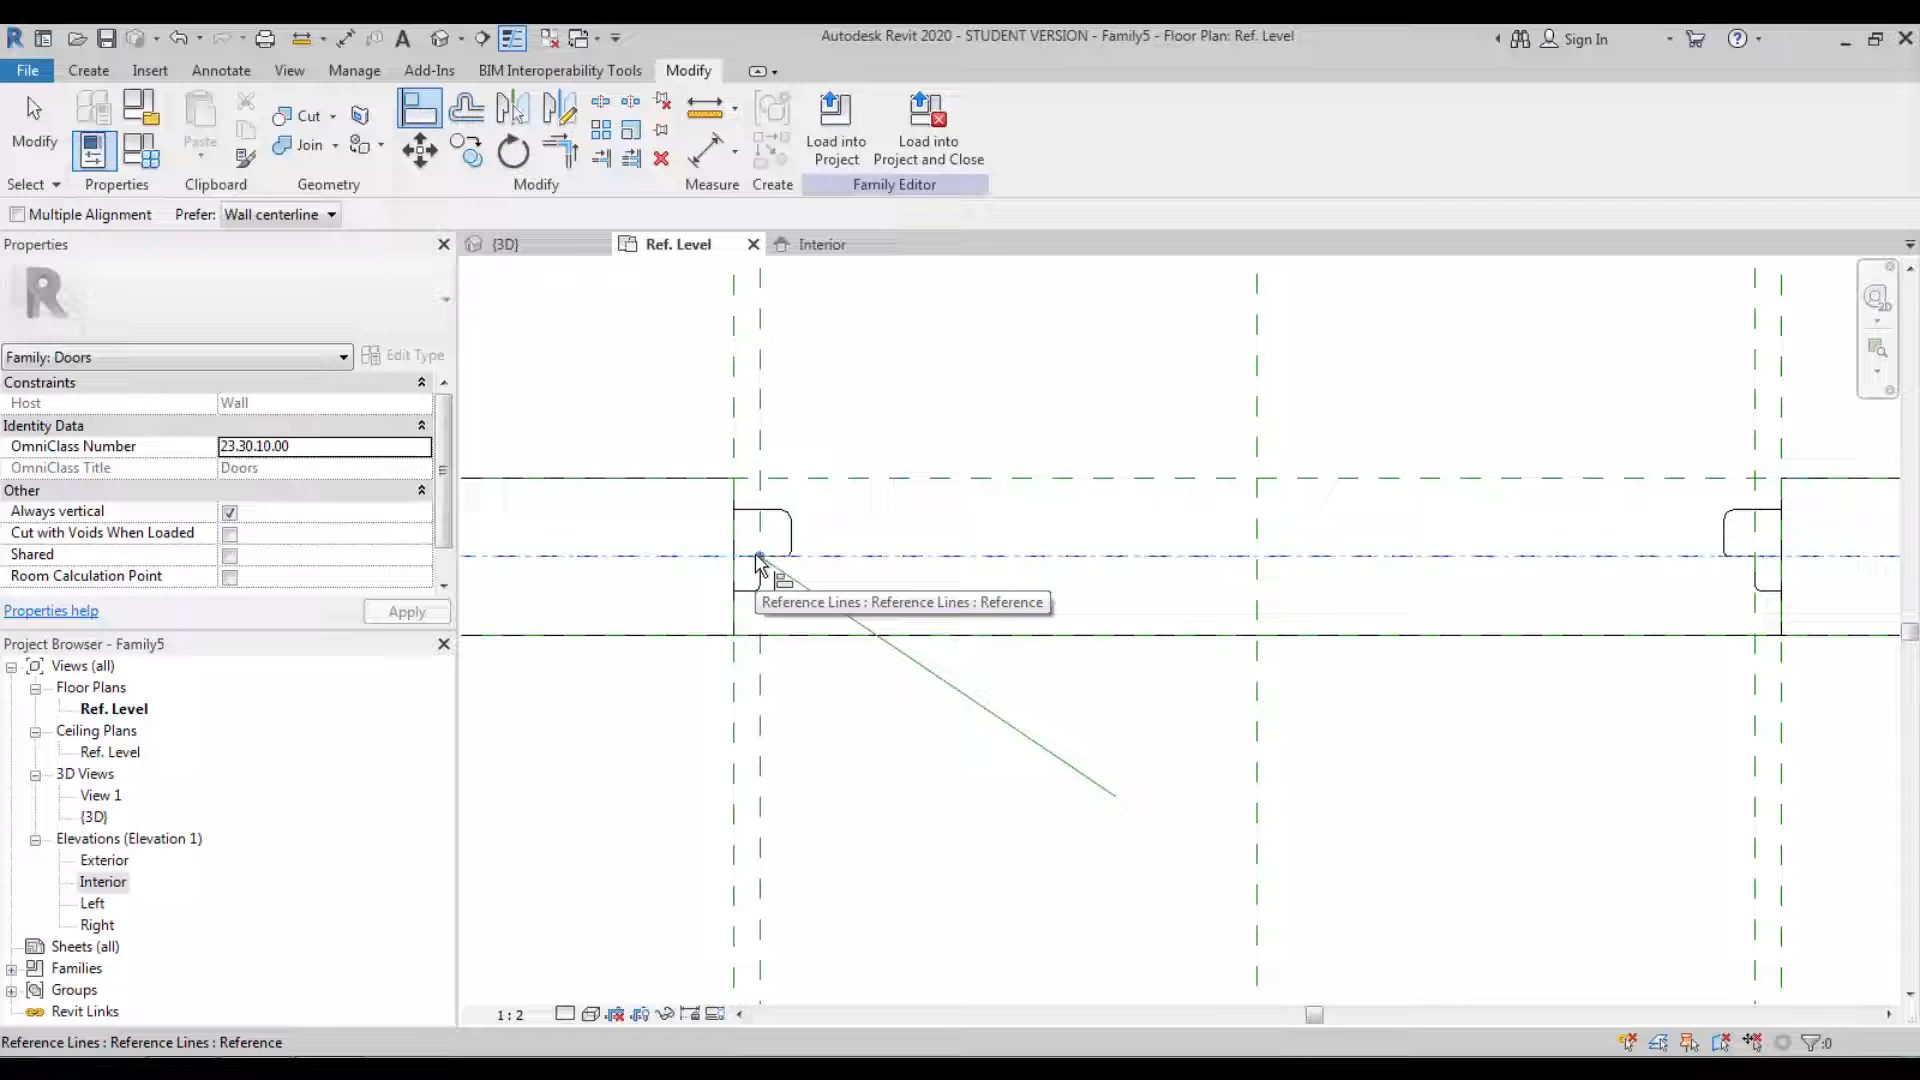 Autodesk Revit 2020 - STUDENT VERSION - Family5 - Floor Plan: Ref. Level
Sign In
File Create Insert Annotate View Manage Add-Ins BIM Interoperability Tools Modify
Modify
Paste
Cut
Join
Load into
Project
Load into
Project and Close
Select Properties Clipboard Geometry Modify Measure Create Family Editor
Multiple Alignment Prefer: Wall centerline
Properties
{3D} Ref. Level Interior
R
2D
Family: Doors Edit Type
Constraints
Host Wall
Identity Data
OmniClass Number 23.30.10.00
OmniClass Title Doors
Other
Always vertical
Cut with Voids When Loaded
Shared
Room Calculation Point
Properties help Apply
Reference Lines : Reference Lines : Reference
Project Browser - Family5
Views (all)
Floor Plans
Ref. Level
Ceiling Plans
Ref. Level
3D Views
View 1
{3D}
Elevations (Elevation 1)
Exterior
Interior
Left
Right
Sheets (all)
Families
Groups
Revit Links
1 : 2
Reference Lines : Reference Lines : Reference
:0